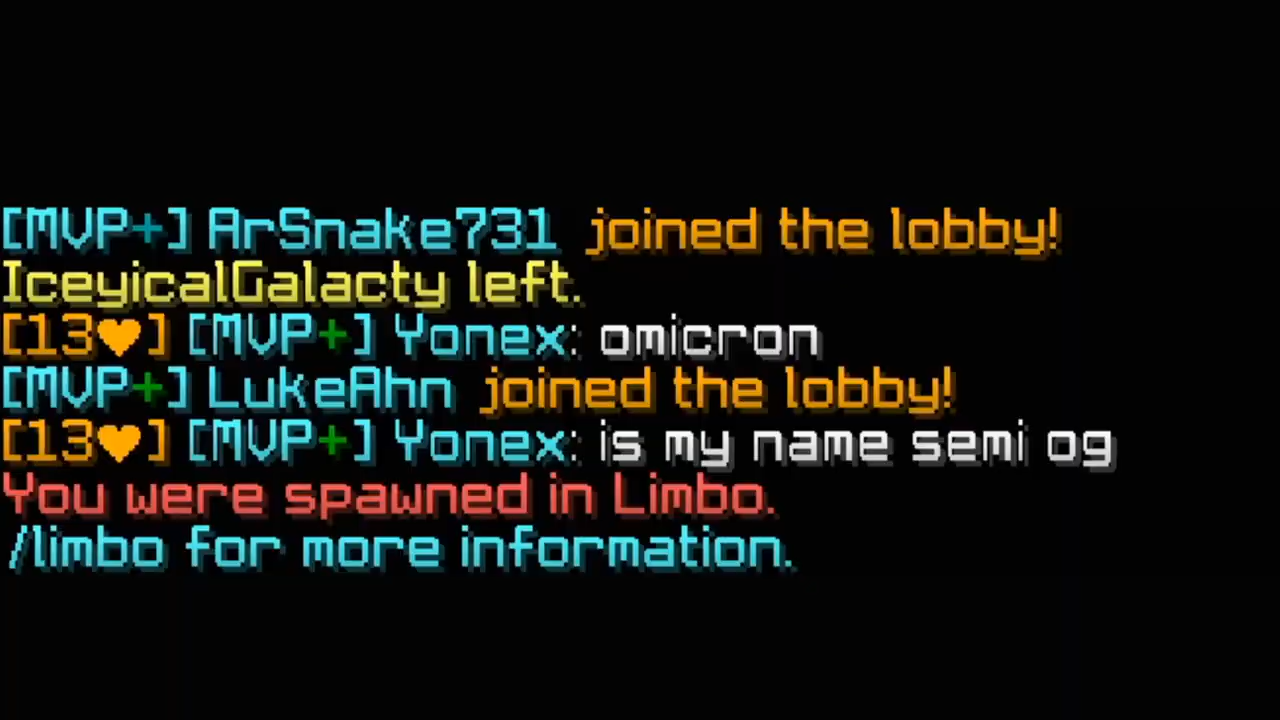 [MVP+] ArSnake731 joined the lobby!
IceyicalGalacty left.
[13♥] [MVP+] Yonex: omicron
[MVP+] LukeAhn joined the lobby!
[13♥] [MVP+] Yonex: is my name semi og
You were spawned in Limbo.
/limbo for more information.